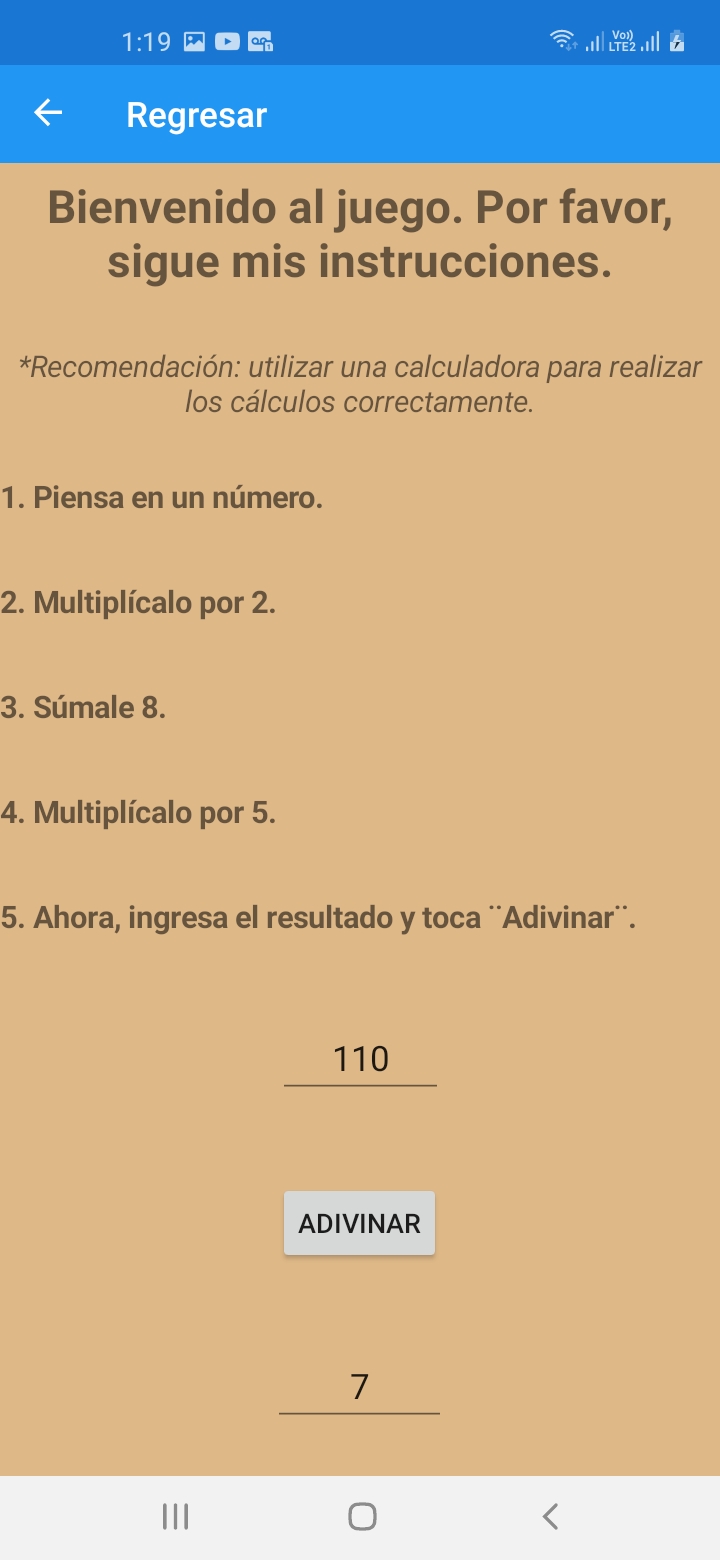 1:19
Vo)) LTE2
Regresar
Bienvenido al juego. Por favor,
sigue mis instrucciones.
*Recomendación: utilizar una calculadora para realizar
los cálculos correctamente.
1. Piensa en un número.
2. Multiplícalo por 2.
3. Súmale 8.
4. Multiplícalo por 5.
5. Ahora, ingresa el resultado y toca ¨Adivinar¨.
110
ADIVINAR
7